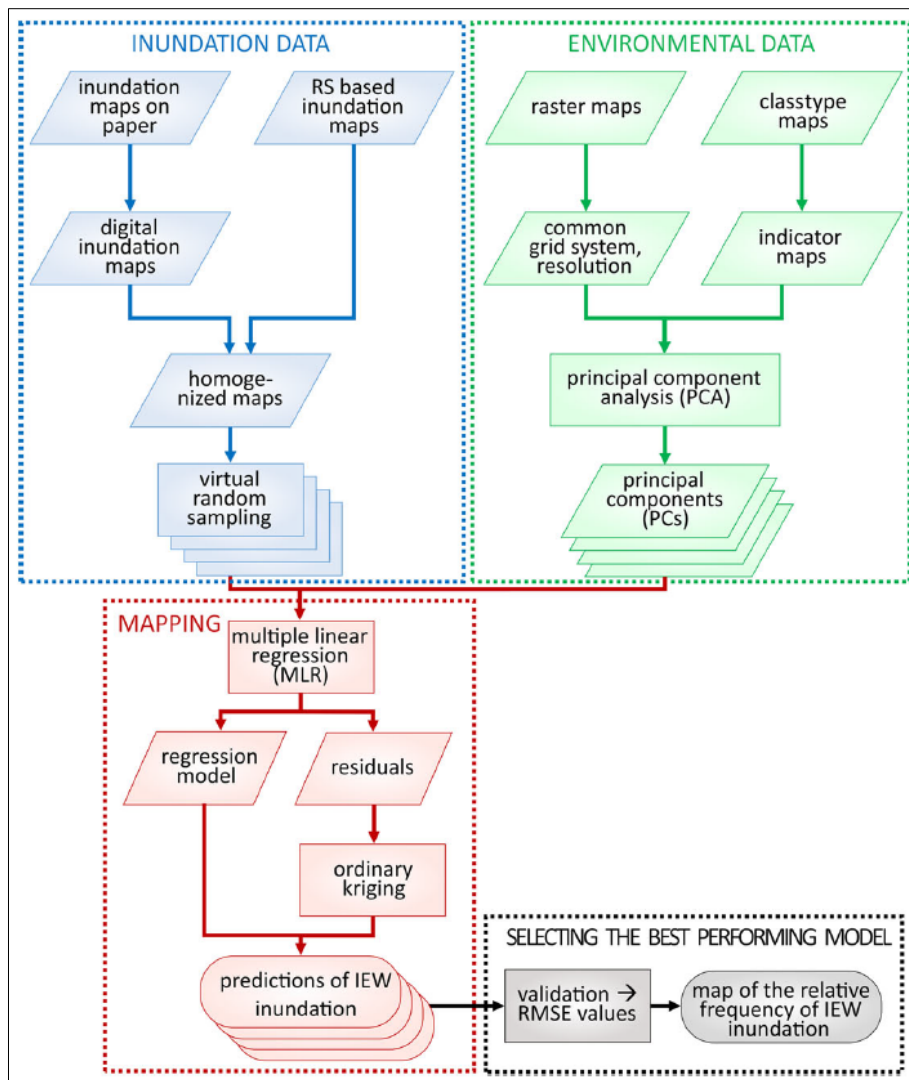 INUNDATION DATA
inundation
maps on
paper
RS based
inundation
maps
digital
inundation
maps
homoge-
nized maps
virtual
random
sampling
ENVIRONMENTAL DATA
raster maps
classtype
maps
common
grid system,
resolution
indicator
maps
principal component
analysis (PCA)
principal
components
(PCs)
MAPPING
multiple linear
regression
(MLR)
regression
model
residuals
ordinary
kriging
predictions of IEW
inundation
SELECTING THE BEST PERFORMING MODEL
validation →
RMSE values
map of the relative
frequency of IEW
inundation